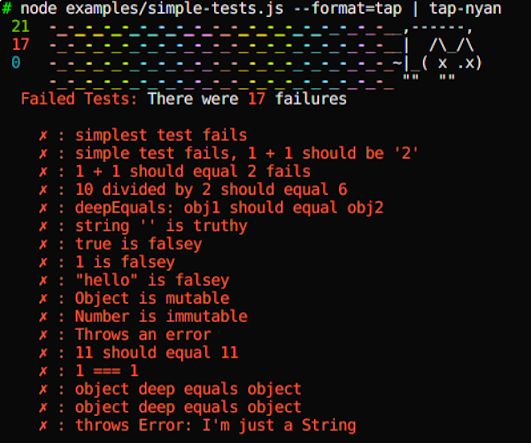 # node examples/simple-tests.js --format=tap | tap-nyan
21 -_-_-_-_-_-_-_-_-_-_-_-_-_-_-_-_-__,------,
17 -_-_-_-_-_-_-_-_-_-_-_-_-_-_-_-_-__|  /\_/\
0 -_-_-_-_-_-_-_-_-_-_-_-_-_-_-_-_-_~|_( x .x)
-_-_-_-_-_-_-_-_-_-_-_-_-_-_-_-_-_ ""  ""
Failed Tests: There were 17 failures
✗ : simplest test fails
✗ : simple test fails, 1 + 1 should be '2'
✗ : 1 + 1 should equal 2 fails
✗ : 10 divided by 2 should equal 6
✗ : deepEquals: obj1 should equal obj2
✗ : string '' is truthy
✗ : true is falsey
✗ : 1 is falsey
✗ : "hello" is falsey
✗ : Object is mutable
✗ : Number is immutable
✗ : Throws an error
✗ : 11 should equal 11
✗ : 1 === 1
✗ : object deep equals object
✗ : object deep equals object
✗ : throws Error: I'm just a String